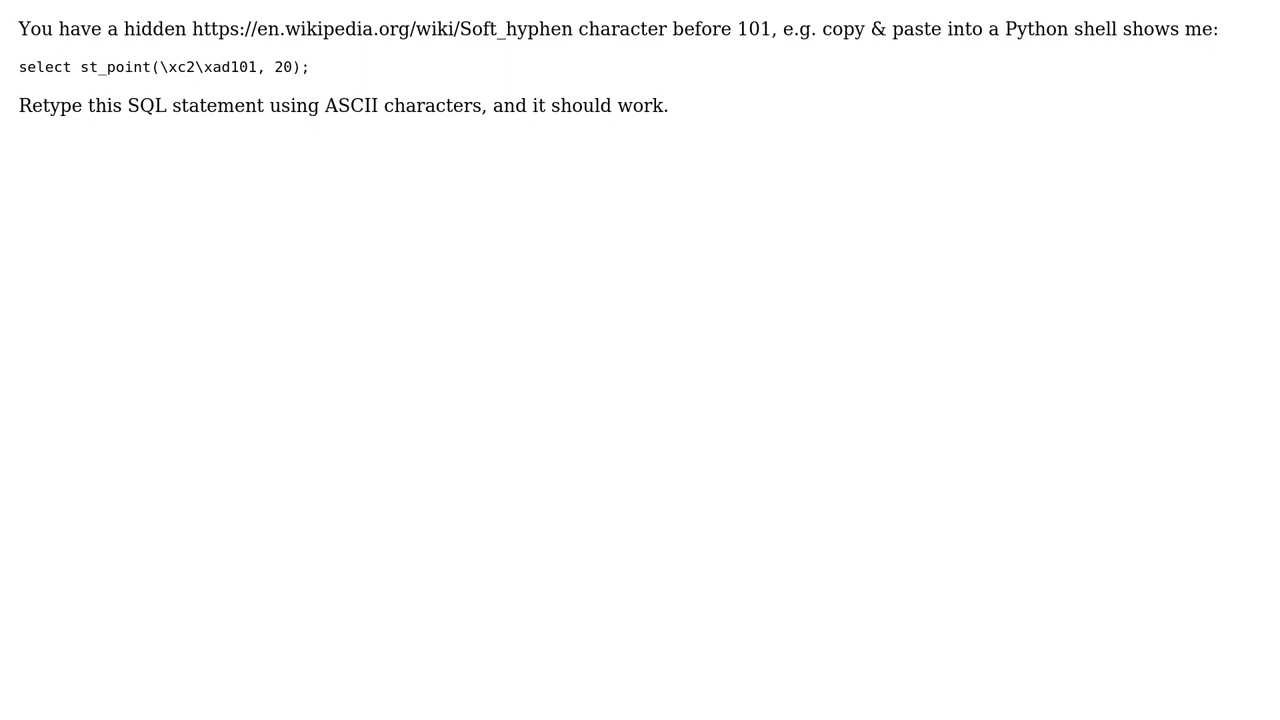 You have a hidden https://en.wikipedia.org/wiki/Soft_hyphen character before 101, e.g. copy & paste into a Python shell shows me:
select st_point(\xc2\xad101, 20);
Retype this SQL statement using ASCII characters, and it should work.